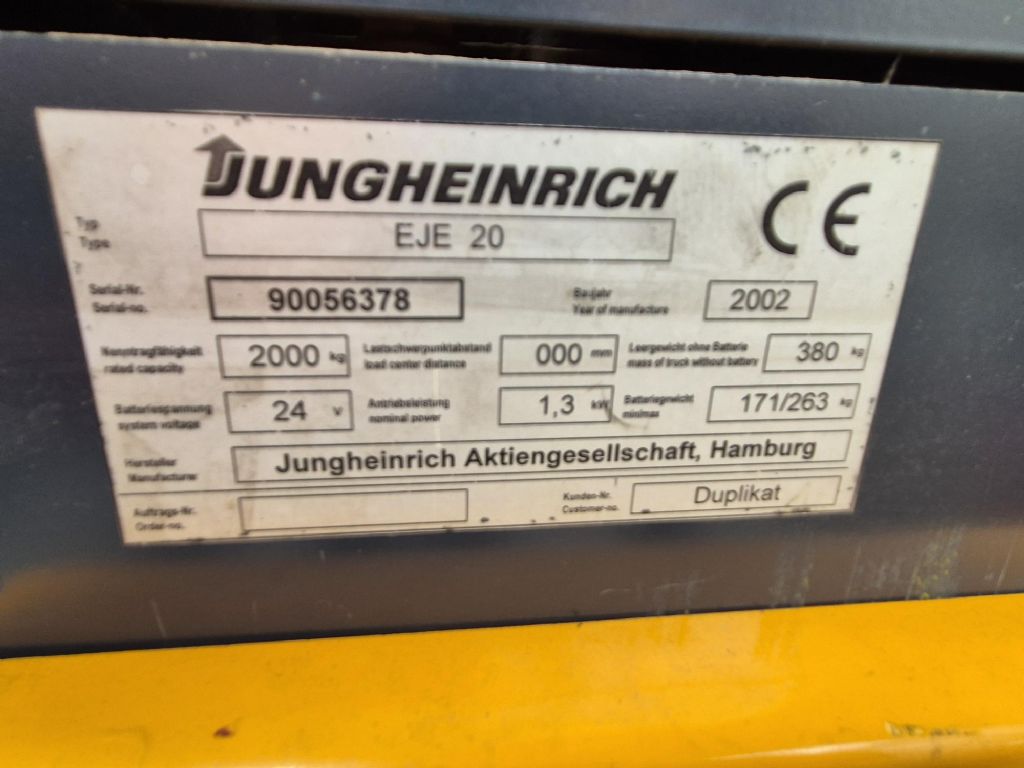 JUNGHEINRICH
CE
Typ
Type
EJE 20
Serial-Nr.
Serial-no.
90056378
Baujahr
Year of manufacture
2002
Nenntragfähigkeit
rated capacity
2000 kg
Lastschwerpunktabstand
load center distance
000 mm
Leergewicht ohne Batterie
mass of truck without battery
380 kg
Batteriespannung
system voltage
24 V
Antriebsleistung
nominal power
1,3 kW
Batteriegewicht
min/max
171/263 kg
Hersteller
Manufacturer
Jungheinrich Aktiengesellschaft, Hamburg
Auftrags-Nr.
Order-no.
Kunden-Nr.
Customer-no.
Duplikat